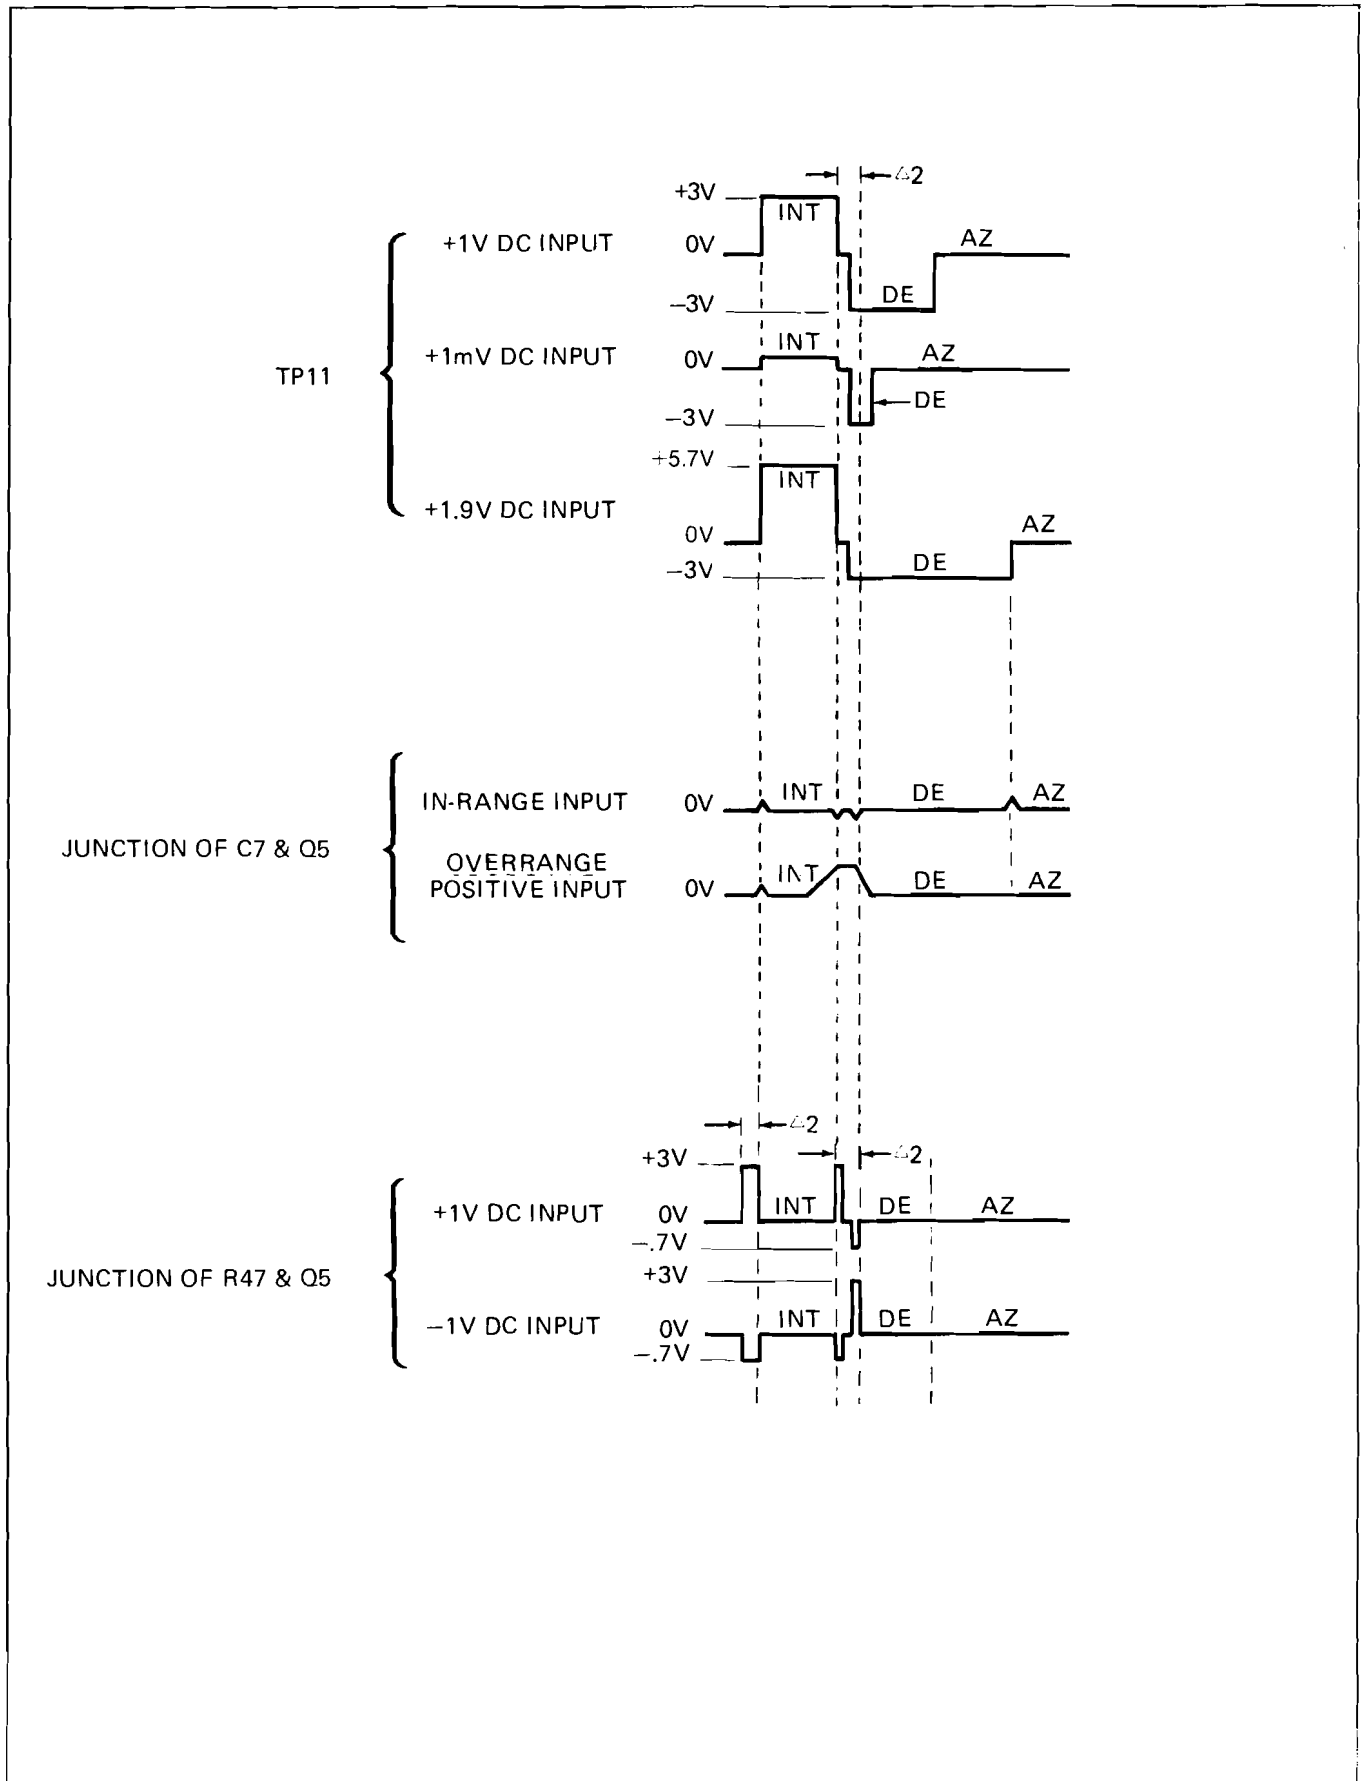 △2
+3V
INT
+1V DC INPUT
0V
AZ
−3V
DE
TP11
INT
+1mV DC INPUT
0V
AZ
DE
−3V
+5.7V
INT
+1.9V DC INPUT
0V
AZ
−3V
DE
JUNCTION OF C7 & Q5
IN-RANGE INPUT
0V
INT
DE
AZ
OVERRANGE
POSITIVE INPUT
0V
INT
DE
AZ
△2
△2
+3V
+1V DC INPUT
0V
INT
DE
AZ
−.7V
JUNCTION OF R47 & Q5
+3V
−1V DC INPUT
0V
INT
DE
AZ
−.7V